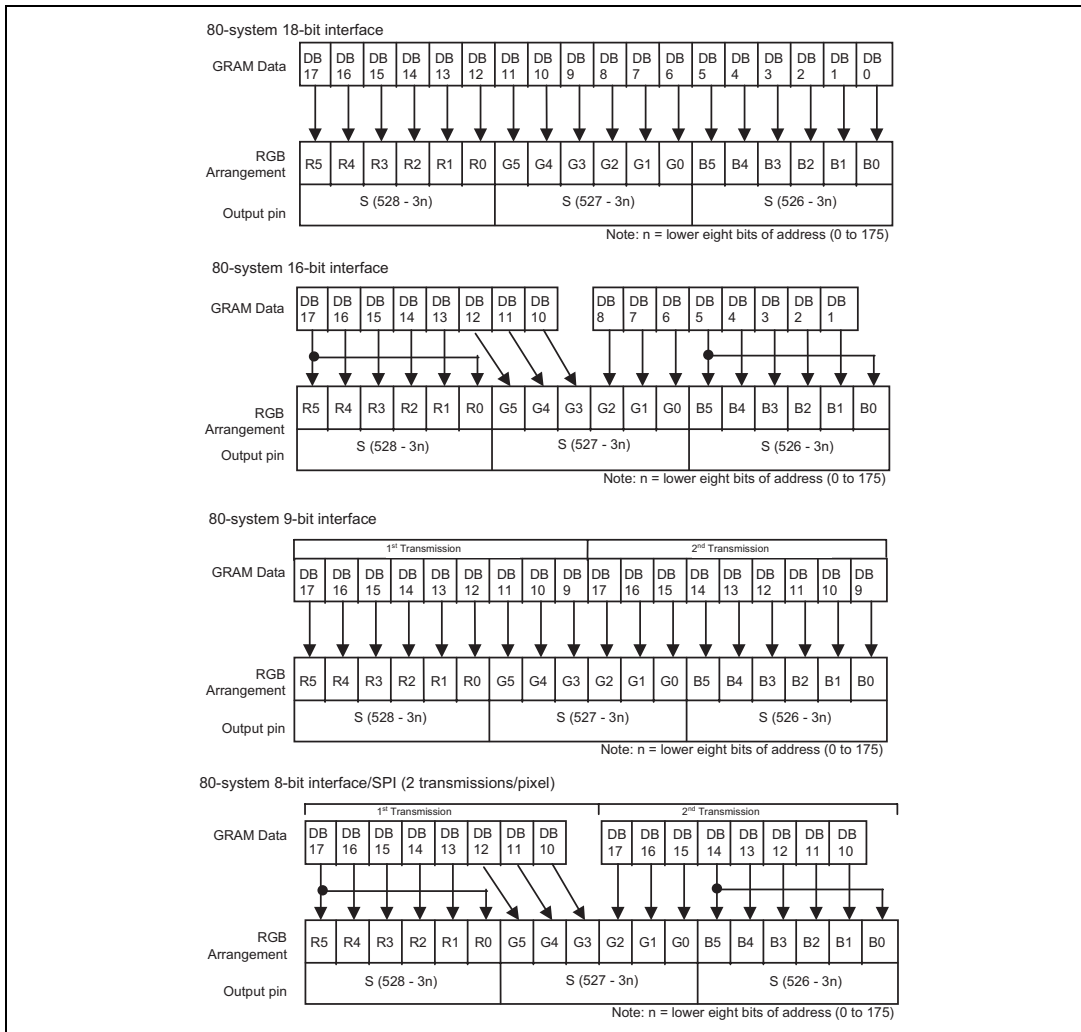 80-system 18-bit interface
GRAM Data
DB 17 DB 16 DB 15 DB 14 DB 13 DB 12 DB 11 DB 10 DB 9 DB 8 DB 7 DB 6 DB 5 DB 4 DB 3 DB 2 DB 1 DB 0
RGB Arrangement
R5 R4 R3 R2 R1 R0 G5 G4 G3 G2 G1 G0 B5 B4 B3 B2 B1 B0
Output pin
S (528 - 3n) S (527 - 3n) S (526 - 3n)
Note: n = lower eight bits of address (0 to 175)
80-system 16-bit interface
GRAM Data
DB 17 DB 16 DB 15 DB 14 DB 13 DB 12 DB 11 DB 10 DB 8 DB 7 DB 6 DB 5 DB 4 DB 3 DB 2 DB 1
RGB Arrangement
R5 R4 R3 R2 R1 R0 G5 G4 G3 G2 G1 G0 B5 B4 B3 B2 B1 B0
Output pin
S (528 - 3n) S (527 - 3n) S (526 - 3n)
Note: n = lower eight bits of address (0 to 175)
80-system 9-bit interface
1st Transmission 2nd Transmission
GRAM Data
DB 17 DB 16 DB 15 DB 14 DB 13 DB 12 DB 11 DB 10 DB 9 DB 17 DB 16 DB 15 DB 14 DB 13 DB 12 DB 11 DB 10 DB 9
RGB Arrangement
R5 R4 R3 R2 R1 R0 G5 G4 G3 G2 G1 G0 B5 B4 B3 B2 B1 B0
Output pin
S (528 - 3n) S (527 - 3n) S (526 - 3n)
Note: n = lower eight bits of address (0 to 175)
80-system 8-bit interface/SPI (2 transmissions/pixel)
1st Transmission 2nd Transmission
GRAM Data
DB 17 DB 16 DB 15 DB 14 DB 13 DB 12 DB 11 DB 10 DB 17 DB 16 DB 15 DB 14 DB 13 DB 12 DB 11 DB 10
RGB Arrangement
R5 R4 R3 R2 R1 R0 G5 G4 G3 G2 G1 G0 B5 B4 B3 B2 B1 B0
Output pin
S (528 - 3n) S (527 - 3n) S (526 - 3n)
Note: n = lower eight bits of address (0 to 175)